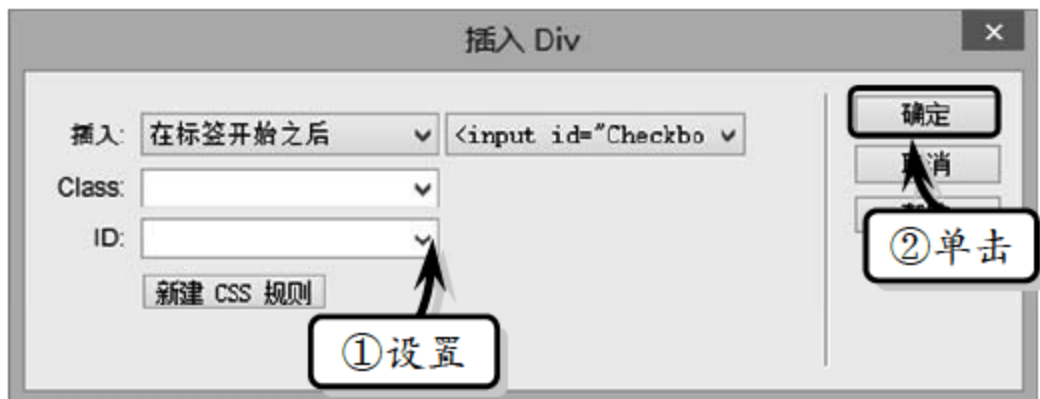 插入 Div
插入: 在标签开始之后 <input id="Checkbo
确定
Class:
ID:
新建 CSS 规则
①设置
②单击